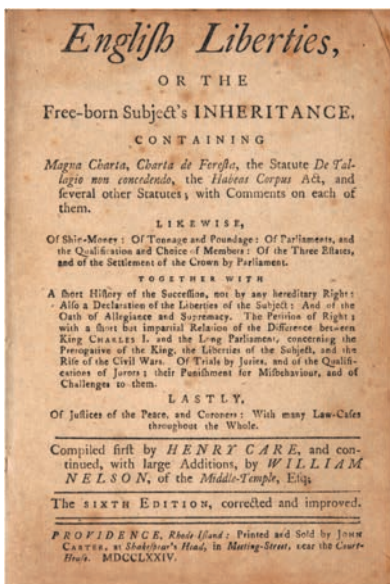 Engliſh Liberties,
OR THE
Free-born Subject's INHERITANCE,
CONTAINING
Magna Charta, Charta de Foreſta, the Statute De Tal-
lagio non concedendo, the Habeas Corpus Act, and
ſeveral other Statutes; with Comments on each of
them.
LIKEWISE,
Of Ship-Money: Of Tonnage and Poundage: Of Parliaments, and
the Qualification and Choice of Members: Of the Three Eſtates,
and of the Settlement of the Crown by Parliament.
TOGETHER WITH
A ſhort Hiſtory of the Succeſſion, not by any hereditary Right:
Alſo a Declaration of the Liberties of the Subject: And of the
Oath of Allegiance and Supremacy. The Petition of Right;
with a ſhort but impartial Relation of the Difference between
King CHARLES I. and the Long Parliament, concerning the
Prerogative of the King, the Liberties of the Subject, and the
Riſe of the Civil Wars. Of Trials by Juries, and of the Qualifi-
cations of Jurors; their Puniſhment for Miſbehaviour, and of
Challenges to them.
LASTLY,
Of Juſtices of the Peace, and Coroners: With many Law-Caſes
throughout the Whole.
Compiled firſt by HENRY CARE, and con-
tinued, with large Additions, by WILLIAM
NELSON, of the Middle-Temple, Eſq;
The SIXTH EDITION, corrected and improved.
PROVIDENCE, Rhode Iſland: Printed and Sold by JOHN
CARTER, at Shakeſpear's Head, in Meeting-Street, near the Court-
Houſe. MDCCLXXIV.